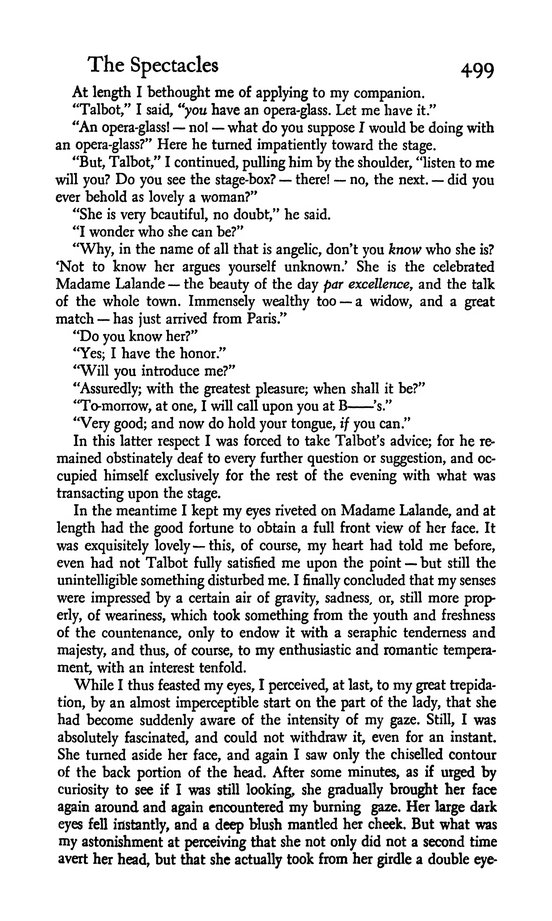 The Spectacles 499
At length I bethought me of applying to my companion.
“Talbot,” I said, “you have an opera-glass. Let me have it.”
“An opera-glass! — no! — what do you suppose I would be doing with
an opera-glass?” Here he turned impatiently toward the stage.
“But, Talbot,” I continued, pulling him by the shoulder, “listen to me
will you? Do you see the stage-box? — there! — no, the next. — did you
ever behold as lovely a woman?”
“She is very beautiful, no doubt,” he said.
“I wonder who she can be?”
“Why, in the name of all that is angelic, don’t you know who she is?
‘Not to know her argues yourself unknown.’ She is the celebrated
Madame Lalande — the beauty of the day par excellence, and the talk
of the whole town. Immensely wealthy too — a widow, and a great
match — has just arrived from Paris.”
“Do you know her?”
“Yes; I have the honor.”
“Will you introduce me?”
“Assuredly; with the greatest pleasure; when shall it be?”
“To-morrow, at one, I will call upon you at B——’s.”
“Very good; and now do hold your tongue, if you can.”
In this latter respect I was forced to take Talbot’s advice; for he re-
mained obstinately deaf to every further question or suggestion, and oc-
cupied himself exclusively for the rest of the evening with what was
transacting upon the stage.
In the meantime I kept my eyes riveted on Madame Lalande, and at
length had the good fortune to obtain a full front view of her face. It
was exquisitely lovely — this, of course, my heart had told me before,
even had not Talbot fully satisfied me upon the point — but still the
unintelligible something disturbed me. I finally concluded that my senses
were impressed by a certain air of gravity, sadness, or, still more prop-
erly, of weariness, which took something from the youth and freshness
of the countenance, only to endow it with a seraphic tenderness and
majesty, and thus, of course, to my enthusiastic and romantic tempera-
ment, with an interest tenfold.
While I thus feasted my eyes, I perceived, at last, to my great trepida-
tion, by an almost imperceptible start on the part of the lady, that she
had become suddenly aware of the intensity of my gaze. Still, I was
absolutely fascinated, and could not withdraw it, even for an instant.
She turned aside her face, and again I saw only the chiselled contour
of the back portion of the head. After some minutes, as if urged by
curiosity to see if I was still looking, she gradually brought her face
again around and again encountered my burning gaze. Her large dark
eyes fell instantly, and a deep blush mantled her cheek. But what was
my astonishment at perceiving that she not only did not a second time
avert her head, but that she actually took from her girdle a double eye-